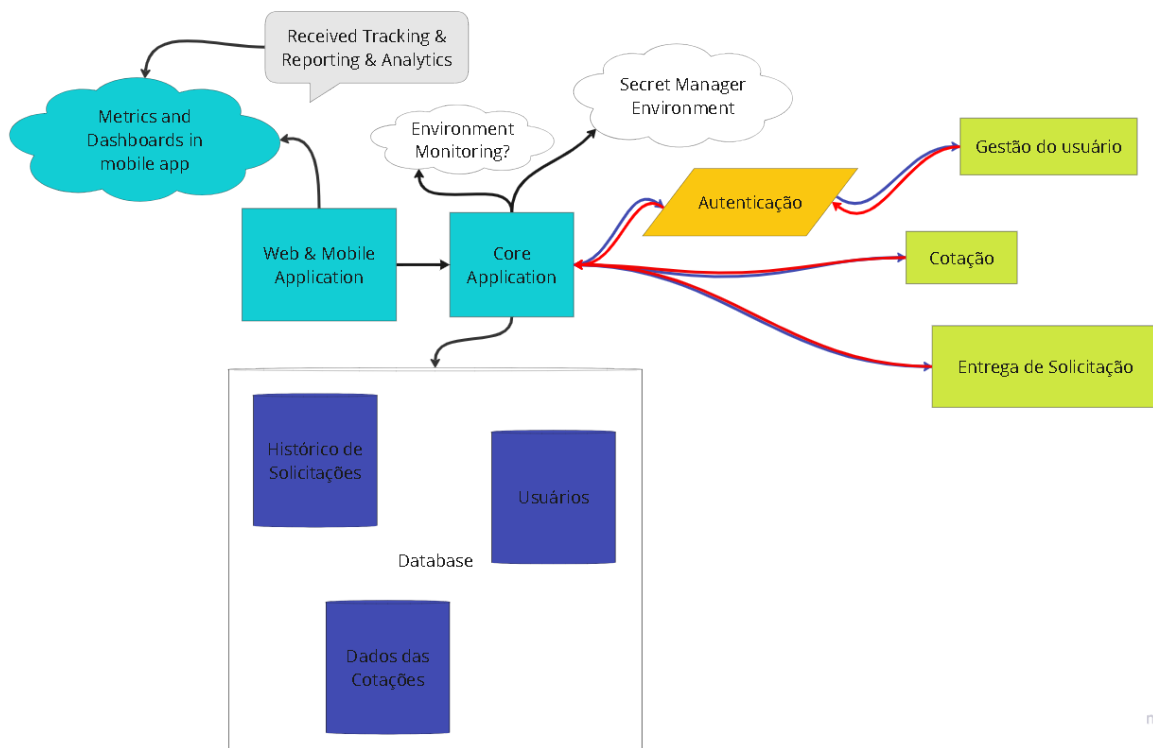 Received Tracking &
Reporting & Analytics
Metrics and
Dashboards in
mobile app
Environment
Monitoring?
Secret Manager
Environment
Gestão do usuário
Autenticação
Web & Mobile
Application
Core
Application
Cotação
Entrega de Solicitação
Histórico de
Solicitações
Usuários
Database
Dados das
Cotações